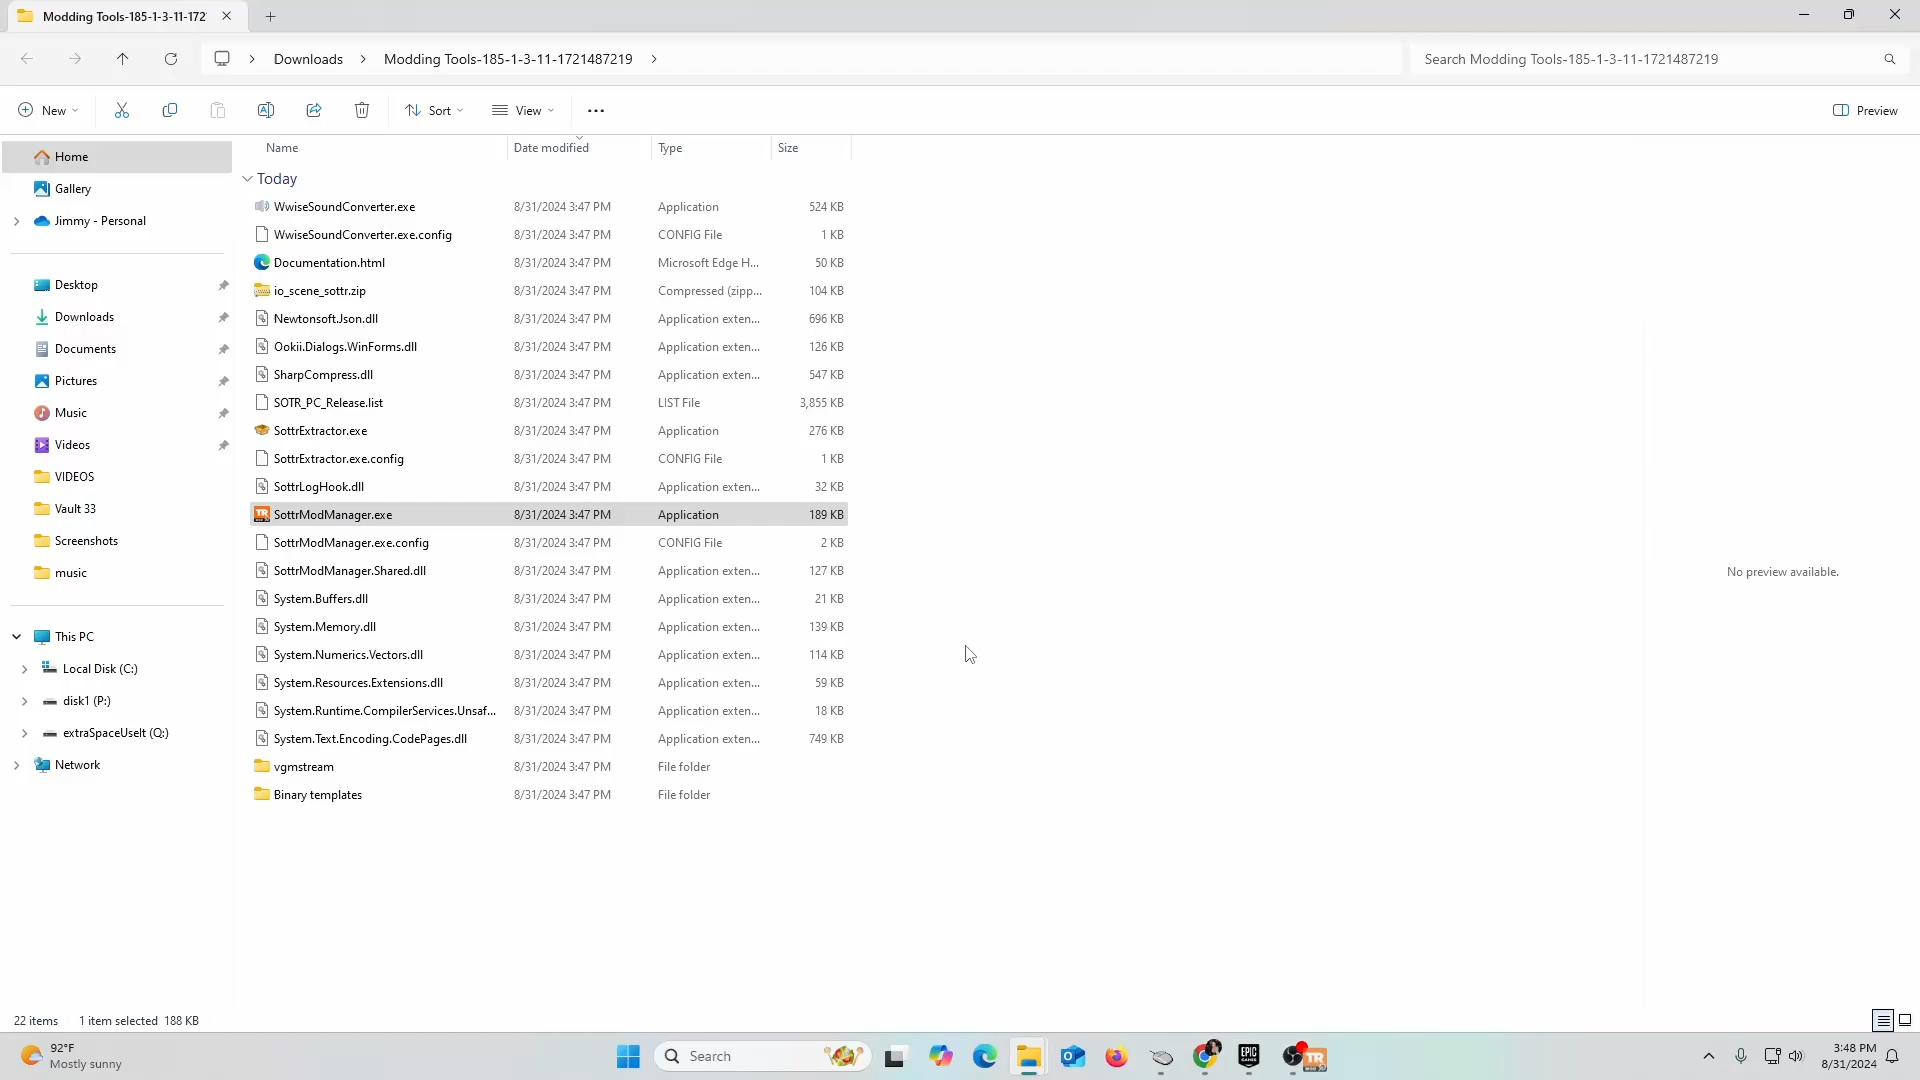 Modding Tools-185-1-3-11-172
Downloads
Modding Tools-185-1-3-11-1721487219
Search Modding Tools-185-1-3-11-1721487219
New
Sort
View
Preview
Name Date modified Type Size
Home
Gallery
Jimmy - Personal
Desktop
Downloads
Documents
Pictures
Music
Videos
VIDEOS
Vault 33
Screenshots
music
This PC
Local Disk (C:)
disk1 (P:)
extraSpaceUseIt (Q:)
Network
Today
WwiseSoundConverter.exe 8/31/2024 3:47 PM Application 524 KB
WwiseSoundConverter.exe.config 8/31/2024 3:47 PM CONFIG File 1 KB
Documentation.html 8/31/2024 3:47 PM Microsoft Edge H... 50 KB
io_scene_sottr.zip 8/31/2024 3:47 PM Compressed (zipp... 104 KB
Newtonsoft.Json.dll 8/31/2024 3:47 PM Application exten... 696 KB
Ookii.Dialogs.WinForms.dll 8/31/2024 3:47 PM Application exten... 126 KB
SharpCompress.dll 8/31/2024 3:47 PM Application exten... 547 KB
SOTR_PC_Release.list 8/31/2024 3:47 PM LIST File 3,855 KB
SottrExtractor.exe 8/31/2024 3:47 PM Application 276 KB
SottrExtractor.exe.config 8/31/2024 3:47 PM CONFIG File 1 KB
SottrLogHook.dll 8/31/2024 3:47 PM Application exten... 32 KB
SottrModManager.exe 8/31/2024 3:47 PM Application 189 KB
SottrModManager.exe.config 8/31/2024 3:47 PM CONFIG File 2 KB
SottrModManager.Shared.dll 8/31/2024 3:47 PM Application exten... 127 KB
System.Buffers.dll 8/31/2024 3:47 PM Application exten... 21 KB
System.Memory.dll 8/31/2024 3:47 PM Application exten... 139 KB
System.Numerics.Vectors.dll 8/31/2024 3:47 PM Application exten... 114 KB
System.Resources.Extensions.dll 8/31/2024 3:47 PM Application exten... 59 KB
System.Runtime.CompilerServices.Unsaf... 8/31/2024 3:47 PM Application exten... 18 KB
System.Text.Encoding.CodePages.dll 8/31/2024 3:47 PM Application exten... 749 KB
vgmstream 8/31/2024 3:47 PM File folder
Binary templates 8/31/2024 3:47 PM File folder
No preview available.
22 items 1 item selected 188 KB
92°F
Mostly sunny
Search
EPIC
TR
3:48 PM
8/31/2024